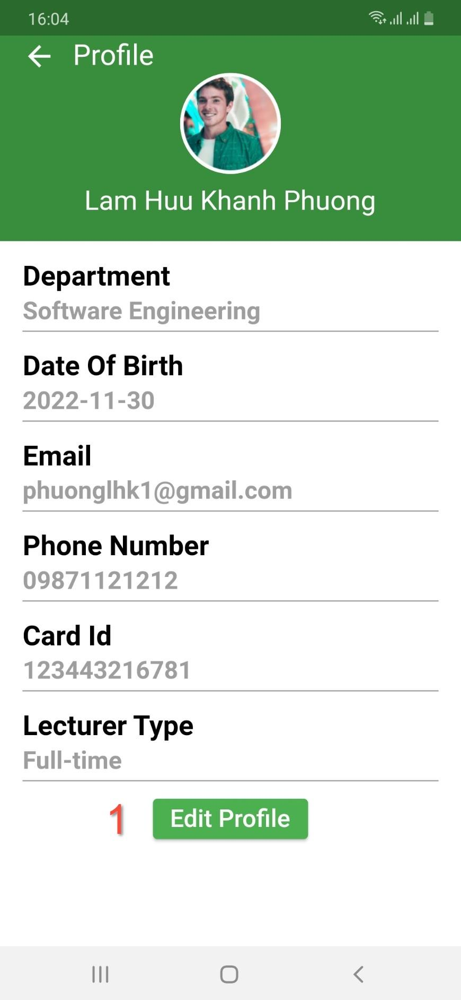 16:04
Profile
Lam Huu Khanh Phuong
Department
Software Engineering
Date Of Birth
2022-11-30
Email
phuonglhk1@gmail.com
Phone Number
09871121212
Card Id
123443216781
Lecturer Type
Full-time
1 Edit Profile